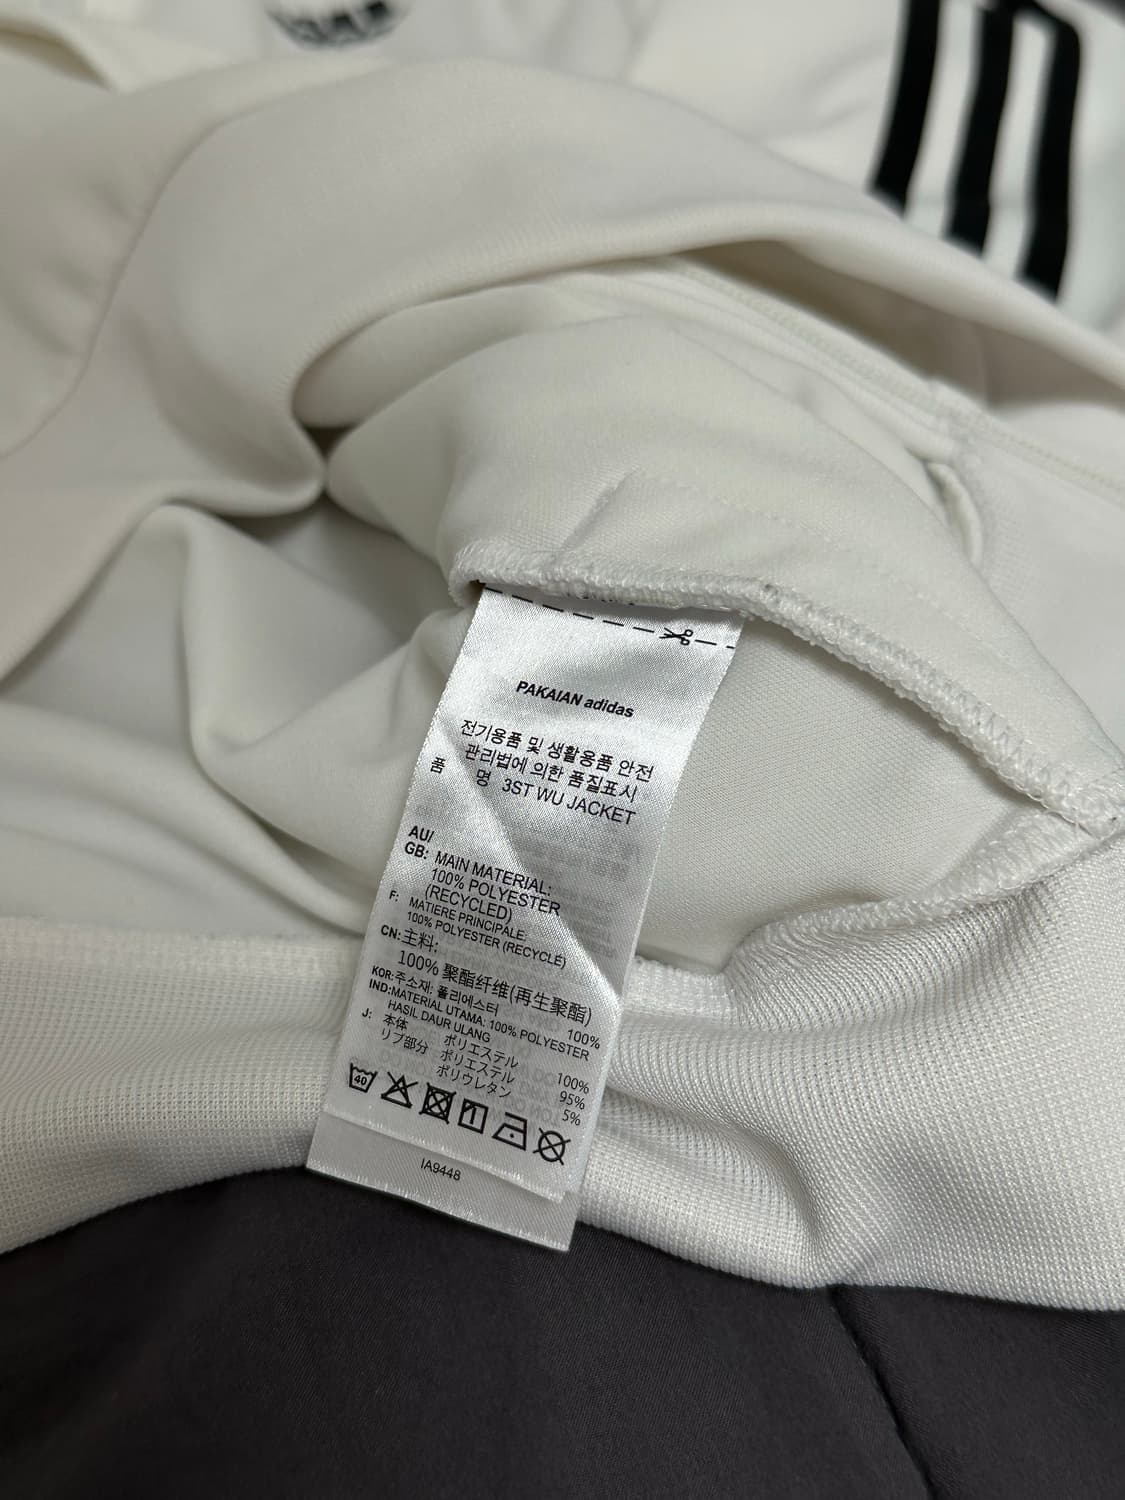 PAKAIAN adidas
전기용품 및 생활용품 안전
관리법에 의한 품질표시
품 명 3ST WU JACKET
AU/
GB: MAIN MATERIAL:
100% POLYESTER
(RECYCLED)
F: MATIERE PRINCIPALE:
100% POLYESTER (RECYCLÉ)
CN: 主料:
100% 聚酯纤维(再生聚酯)
KOR: 주소재: 폴리에스터 100%
IND: MATERIAL UTAMA: 100% POLYESTER
HASIL DAUR ULANG
J: 本体 ポリエステル 100%
リブ部分 ポリエステル 95%
ポリウレタン 5%
40
IA9448